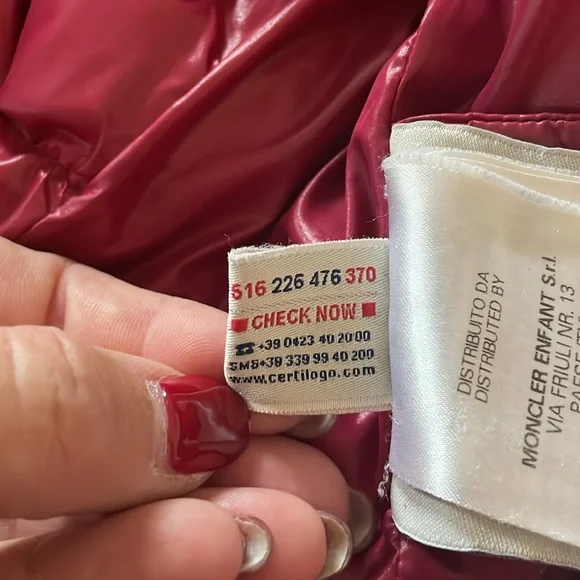 516 226 476 370
CHECK NOW
☎ +39 0423 40 20 00
SMS+39 339 99 40 200
www.certilogo.com
DISTRIBUTO DA
DISTRIBUTED BY
MONCLER ENFANT S.r.l.
VIA FRIULI NR. 13